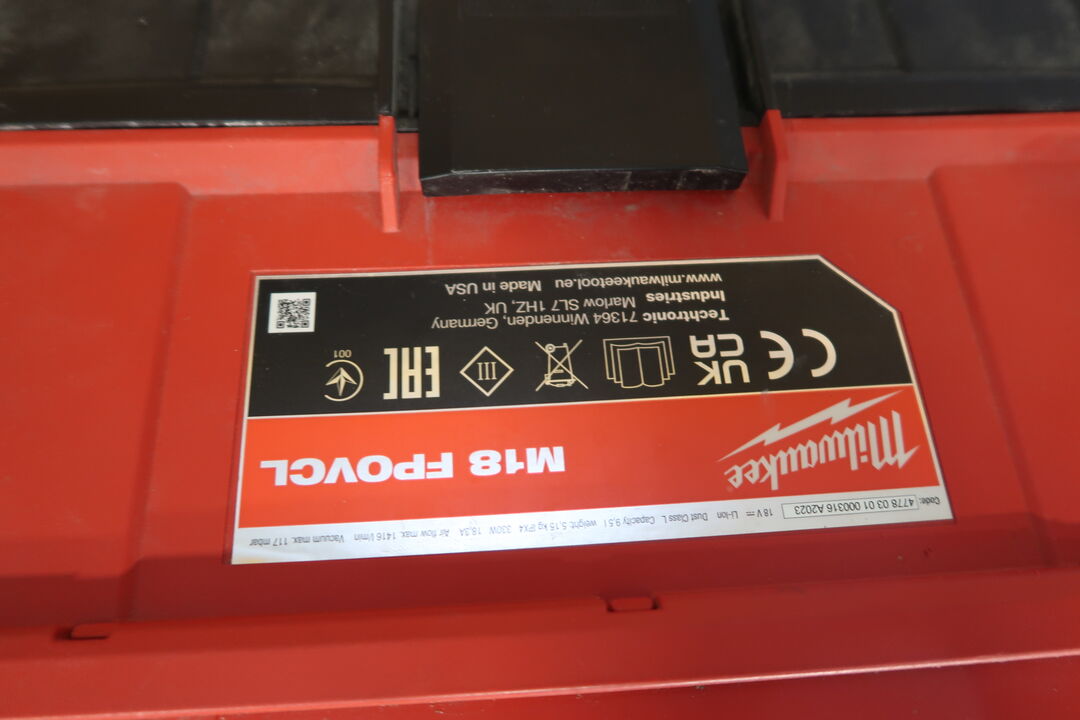 Code: 4778 03 01 000316 A2023 18V ⎓ Li-Ion Dust Class L Capacity 9,5 l weight: 5,15 kg IPX4 330W 18,3A Air flow max. 1416 l/min Vacuum max. 117 mbar
Milwaukee®
M18 FPOVCL
CE UK CA III EAC 001
Techtronic 71364 Winnenden, Germany
Industries Marlow SL7 1HZ, UK
www.milwaukeetool.eu Made in USA